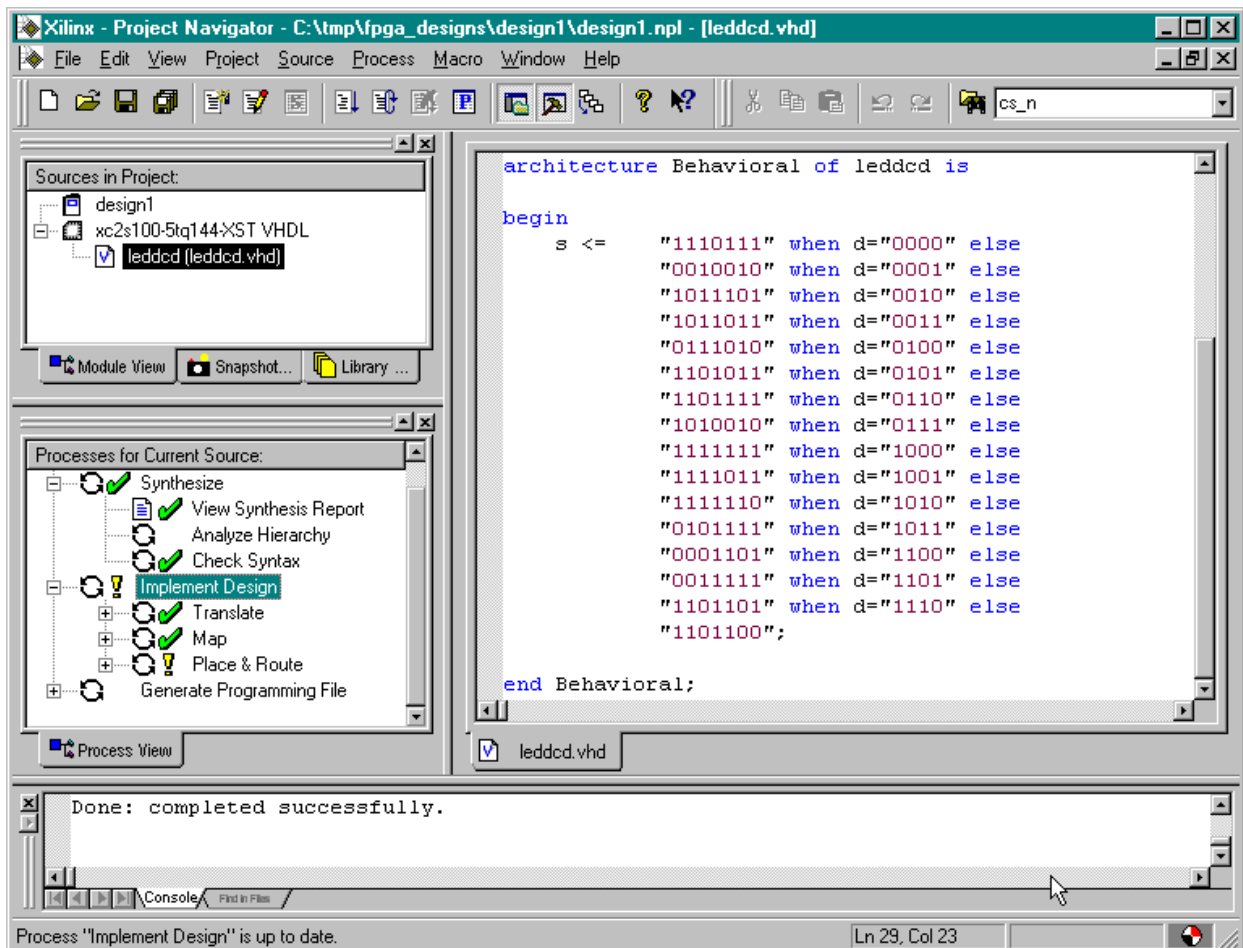 Xilinx - Project Navigator - C:\tmp\fpga_designs\design1\design1.npl - [leddcd.vhd]
File Edit View Project Source Process Macro Window Help
cs_n
Sources in Project:
design1
xc2s100-5tq144-XST VHDL
leddcd (leddcd.vhd)
Module View Snapshot... Library ...
Processes for Current Source:
Synthesize
View Synthesis Report
Analyze Hierarchy
Check Syntax
Implement Design
Translate
Map
Place & Route
Generate Programming File
Process View
architecture Behavioral of leddcd is
begin
s <= "1110111" when d="0000" else
"0010010" when d="0001" else
"1011101" when d="0010" else
"1011011" when d="0011" else
"0111010" when d="0100" else
"1101011" when d="0101" else
"1101111" when d="0110" else
"1010010" when d="0111" else
"1111111" when d="1000" else
"1111011" when d="1001" else
"1111110" when d="1010" else
"0101111" when d="1011" else
"0001101" when d="1100" else
"0011111" when d="1101" else
"1101101" when d="1110" else
"1101100";
end Behavioral;
leddcd.vhd
Done: completed successfully.
Console Find in Files
Process "Implement Design" is up to date. Ln 29, Col 23